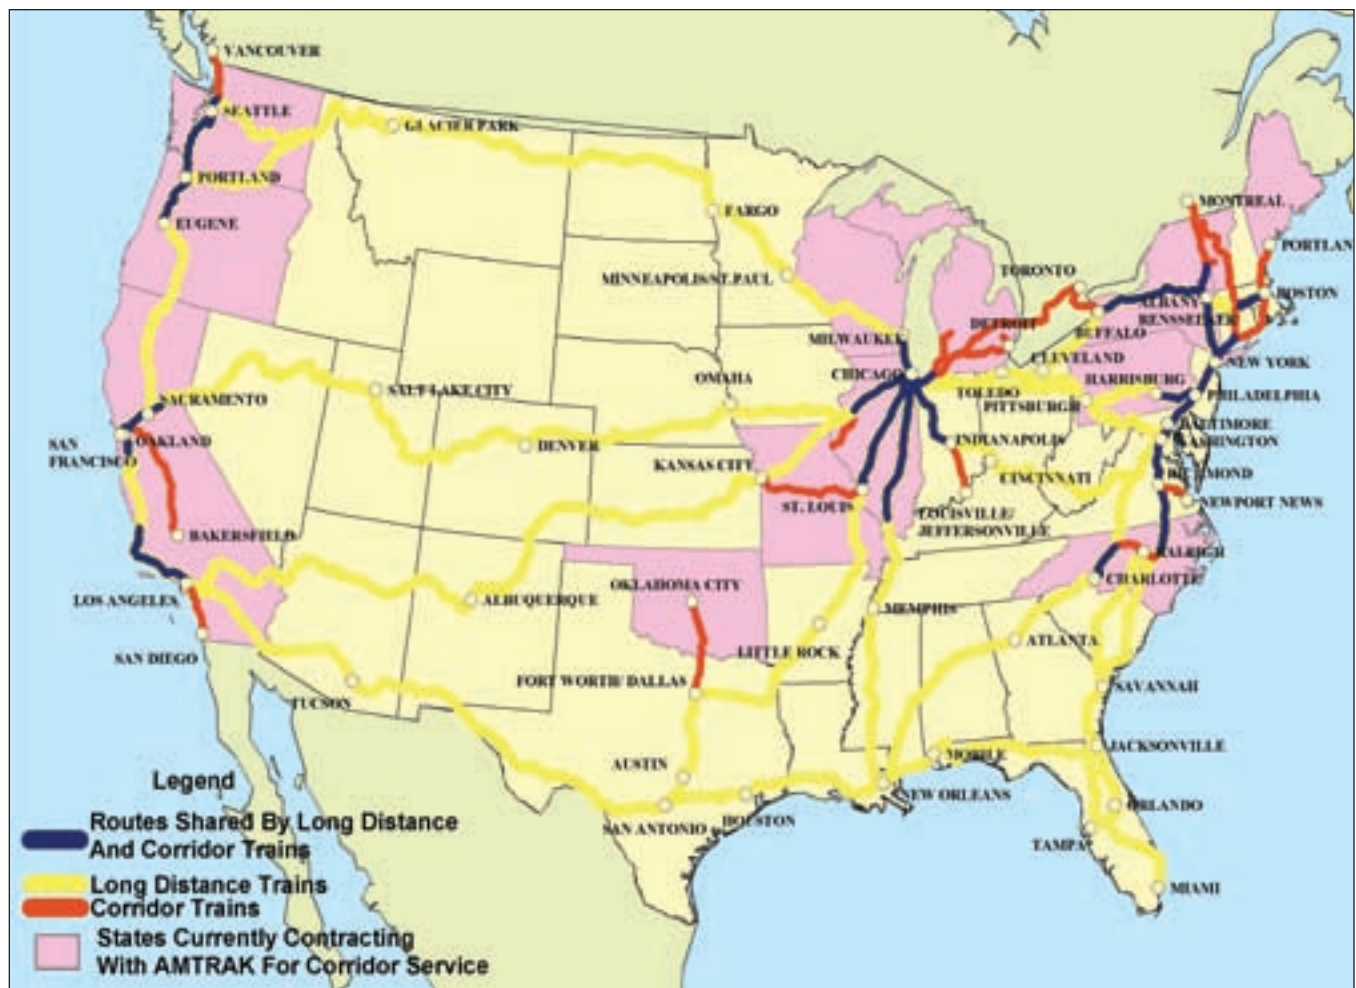 VANCOUVER
SEATTLE
GLACIER PARK
PORTLAND
EUGENE
FARGO
MONTREAL
PORTLAN
TORONTO
MINNEAPOLIS/ST.PAUL
BOSTON
ALBANY
RENSSELAER
DETROIT
BUFFALO
MILWAUKEE
CLEVELAND
NEW YORK
CHICAGO
OMAHA
HARRISBURG
SALT LAKE CITY
TOLEDO
PHILADELPHIA
SACRAMENTO
PITTSBURGH
BALTIMORE
OAKLAND
SAN
FRANCISCO
DENVER
INDIANAPOLIS
WASHINGTON
KANSAS CITY
CINCINNATI
RICHMOND
ST. LOUIS
NEWPORT NEWS
LOUISVILLE/
JEFFERSONVILLE
BAKERSFIELD
RALEIGH
OKLAHOMA CITY
CHARLOTTE
LOS ANGELES
ALBUQUERQUE
MEMPHIS
ATLANTA
LITTLE ROCK
SAN DIEGO
FORT WORTH/ DALLAS
SAVANNAH
TUCSON
JACKSONVILLE
MOBILE
AUSTIN
NEW ORLEANS
ORLANDO
HOUSTON
SAN ANTONIO
TAMPA
MIAMI
Legend
Routes Shared By Long Distance
And Corridor Trains
Long Distance Trains
Corridor Trains
States Currently Contracting
With AMTRAK For Corridor Service